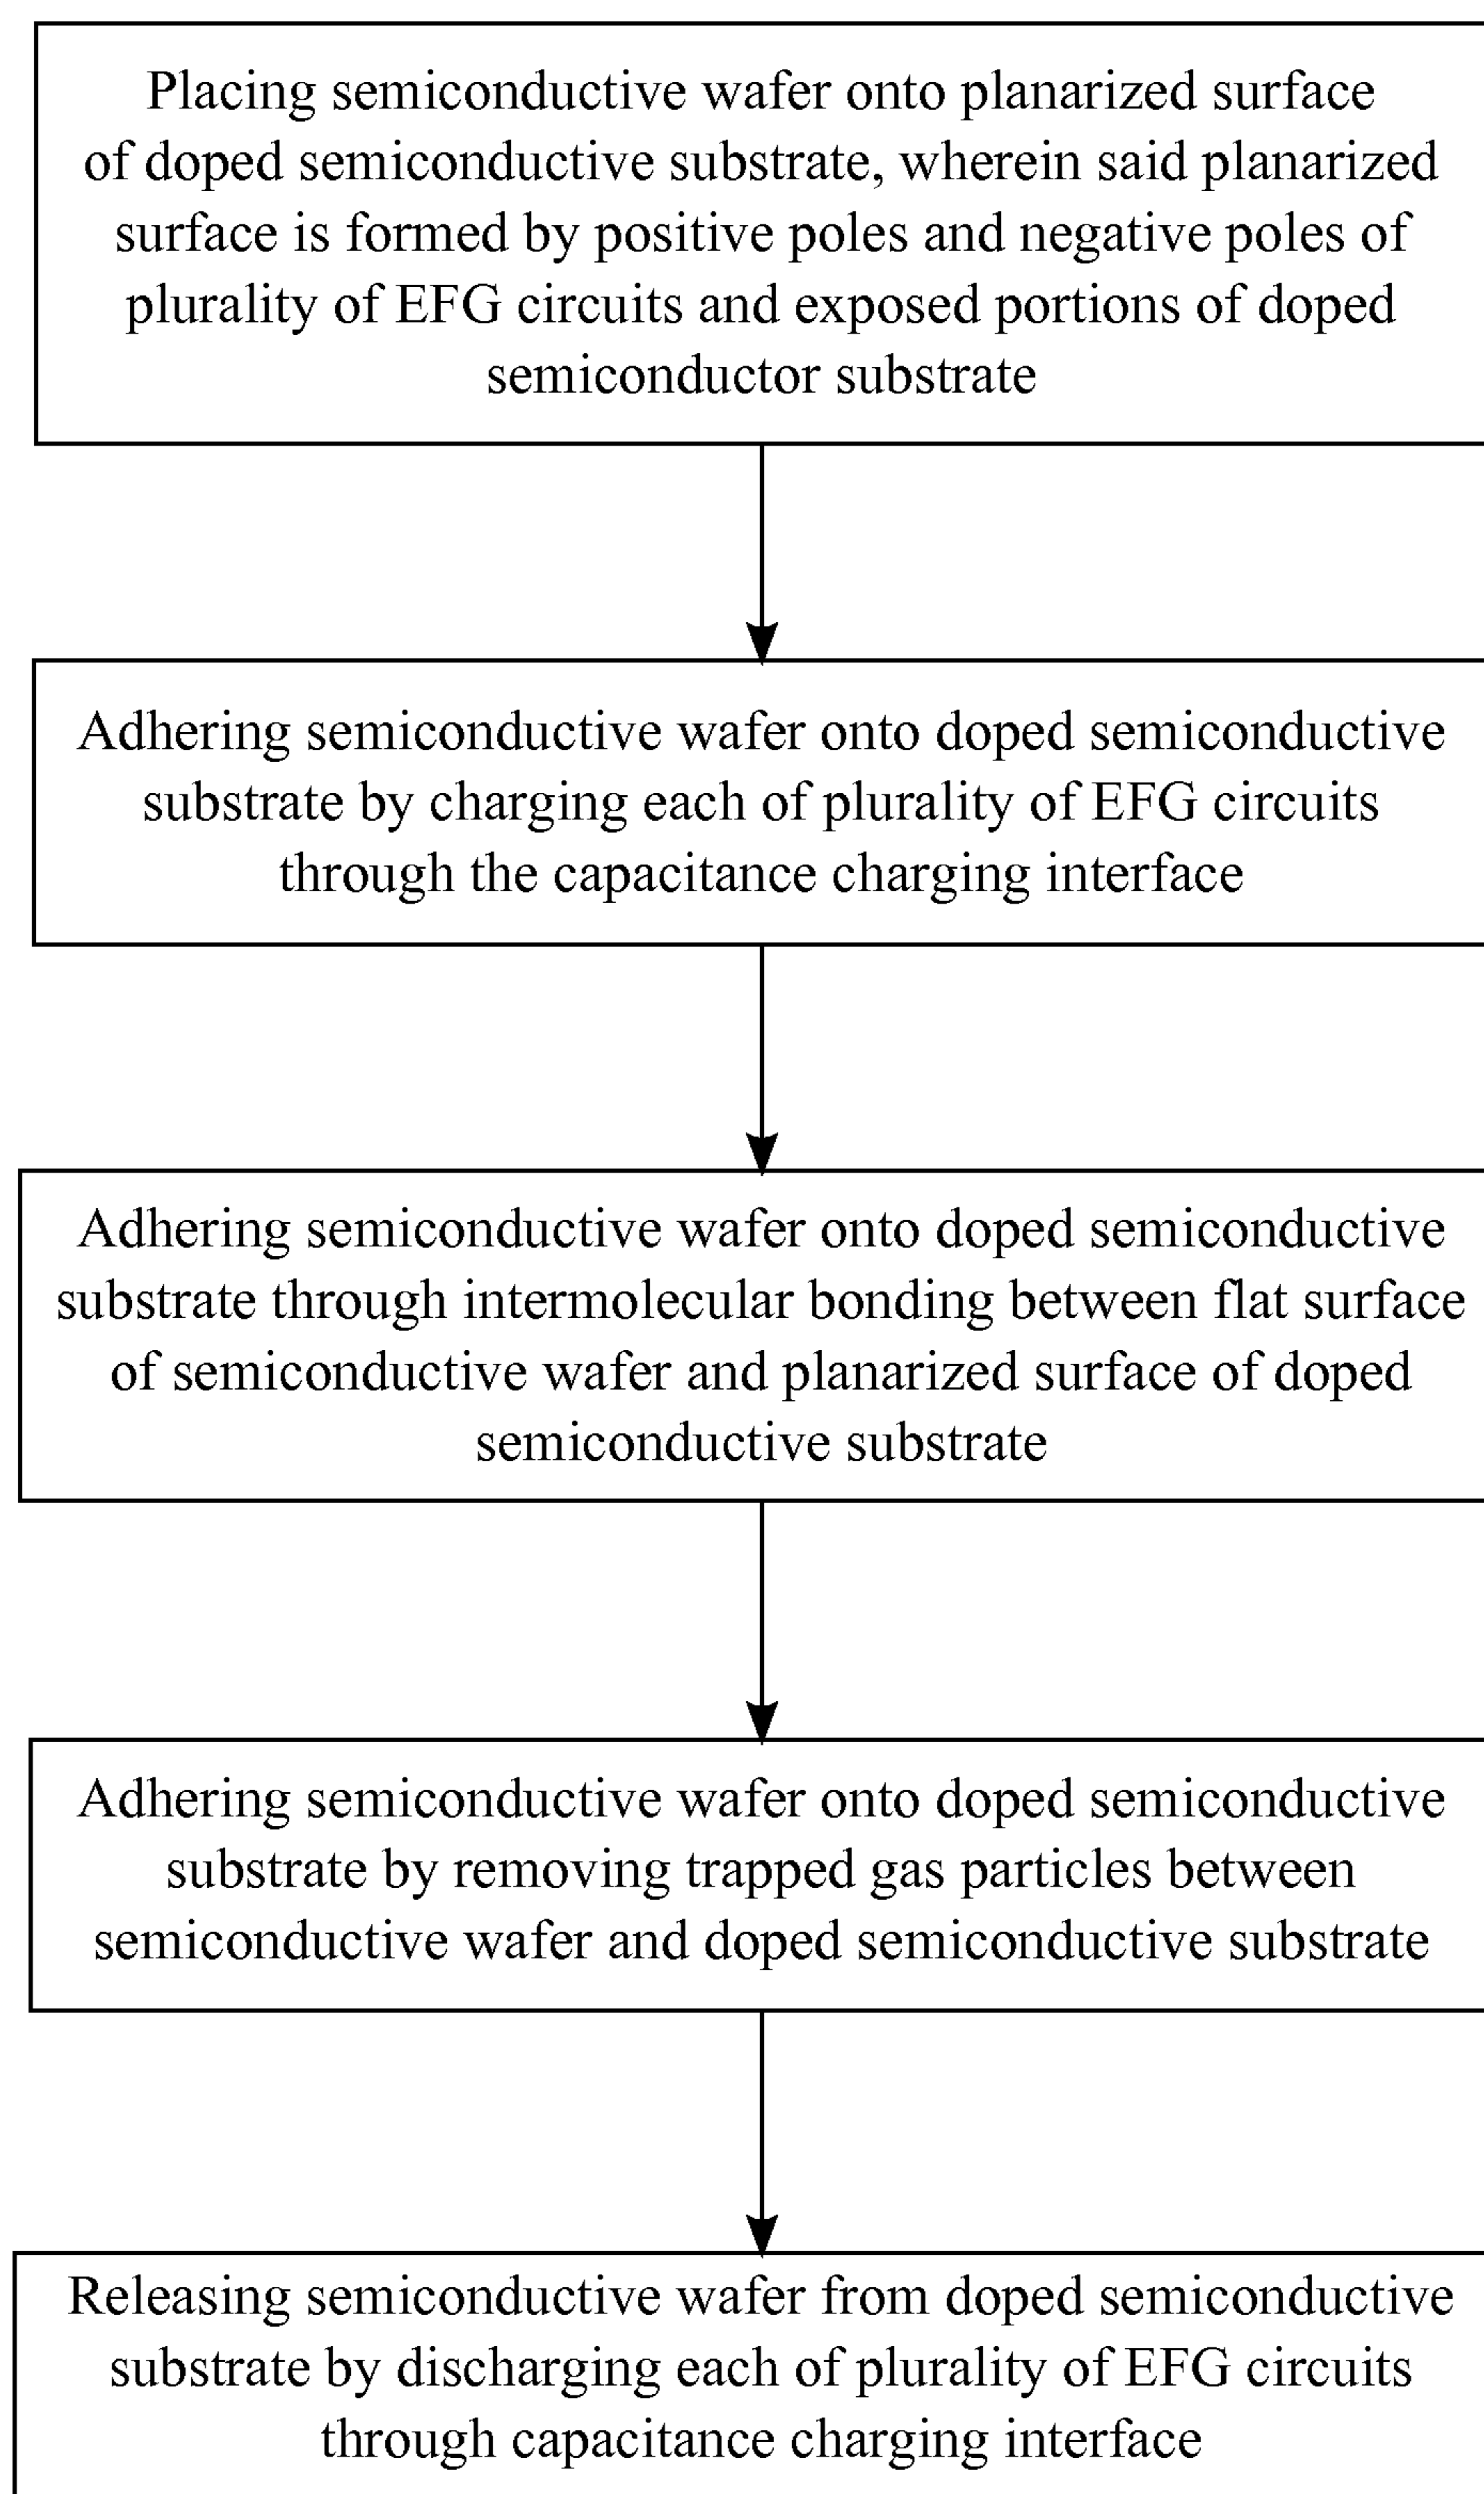 Placing semiconductive wafer onto planarized surface
of doped semiconductive substrate, wherein said planarized
surface is formed by positive poles and negative poles of
plurality of EFG circuits and exposed portions of doped
semiconductor substrate
Adhering semiconductive wafer onto doped semiconductive
substrate by charging each of plurality of EFG circuits
through the capacitance charging interface
Adhering semiconductive wafer onto doped semiconductive
substrate through intermolecular bonding between flat surface
of semiconductive wafer and planarized surface of doped
semiconductive substrate
Adhering semiconductive wafer onto doped semiconductive
substrate by removing trapped gas particles between
semiconductive wafer and doped semiconductive substrate
Releasing semiconductive wafer from doped semiconductive
substrate by discharging each of plurality of EFG circuits
through capacitance charging interface